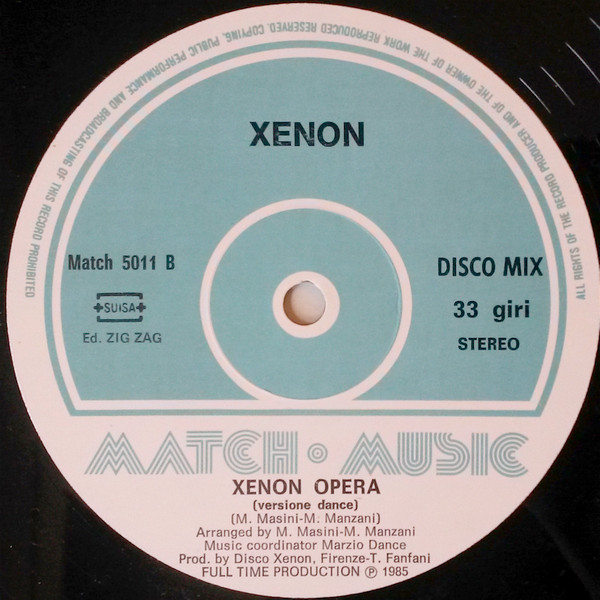 ALL RIGHTS OF THE RECORD PRODUCER AND OF THE OWNER OF THE WORK REPRODUCED RESERVED. COPYING, PUBLIC PERFORMANCE AND BROADCASTING OF THIS RECORD PROHIBITED
XENON
Match 5011 B
SUISA
Ed. ZIG ZAG
DISCO MIX
33 giri
STEREO
MATCH • MUSIC
XENON OPERA
(versione dance)
(M. Masini-M. Manzani)
Arranged by M. Masini-M. Manzani
Music coordinator Marzio Dance
Prod. by Disco Xenon, Firenze-T. Fanfani
FULL TIME PRODUCTION ℗ 1985